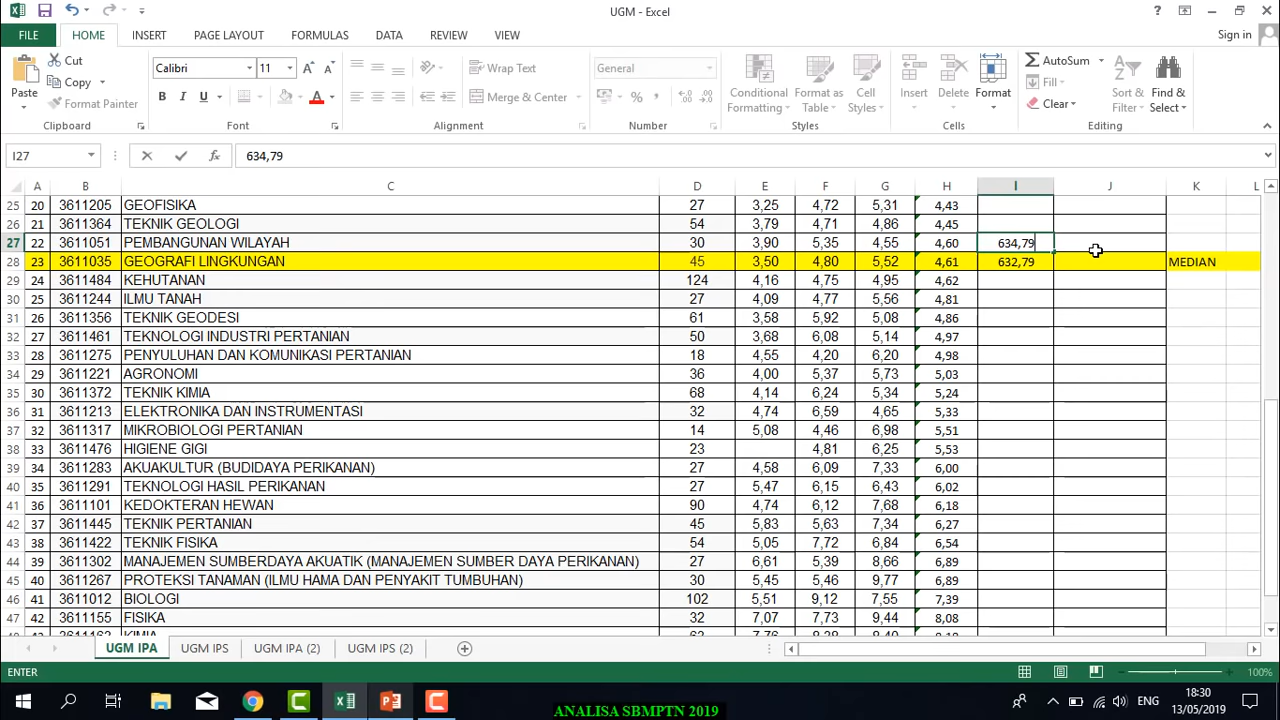 UGM - Excel
FILE HOME INSERT PAGE LAYOUT FORMULAS DATA REVIEW VIEW Sign in
Paste Cut Copy Format Painter Clipboard
Calibri 11 B I U A Font
Wrap Text Merge & Center Alignment
General % Number
Conditional Formatting Format as Table Cell Styles Styles
Insert Delete Format Cells
AutoSum Fill Clear Sort & Filter Find & Select Editing
I27 fx 634,79
A B C D E F G H I J K L
25 20 3611205 GEOFISIKA 27 3,25 4,72 5,31 4,43
26 21 3611364 TEKNIK GEOLOGI 54 3,79 4,71 4,86 4,45
27 22 3611051 PEMBANGUNAN WILAYAH 30 3,90 5,35 4,55 4,60 634,79
28 23 3611035 GEOGRAFI LINGKUNGAN 45 3,50 4,80 5,52 4,61 632,79 MEDIAN
29 24 3611484 KEHUTANAN 124 4,16 4,75 4,95 4,62
30 25 3611244 ILMU TANAH 27 4,09 4,77 5,56 4,81
31 26 3611356 TEKNIK GEODESI 61 3,58 5,92 5,08 4,86
32 27 3611461 TEKNOLOGI INDUSTRI PERTANIAN 50 3,68 6,08 5,14 4,97
33 28 3611275 PENYULUHAN DAN KOMUNIKASI PERTANIAN 18 4,55 4,20 6,20 4,98
34 29 3611221 AGRONOMI 36 4,00 5,37 5,73 5,03
35 30 3611372 TEKNIK KIMIA 68 4,14 6,24 5,34 5,24
36 31 3611213 ELEKTRONIKA DAN INSTRUMENTASI 32 4,74 6,59 4,65 5,33
37 32 3611317 MIKROBIOLOGI PERTANIAN 14 5,08 4,46 6,98 5,51
38 33 3611476 HIGIENE GIGI 23 4,81 6,25 5,53
39 34 3611283 AKUAKULTUR (BUDIDAYA PERIKANAN) 27 4,58 6,09 7,33 6,00
40 35 3611291 TEKNOLOGI HASIL PERIKANAN 27 5,47 6,15 6,43 6,02
41 36 3611101 KEDOKTERAN HEWAN 90 4,74 6,12 7,68 6,18
42 37 3611445 TEKNIK PERTANIAN 45 5,83 5,63 7,34 6,27
43 38 3611422 TEKNIK FISIKA 54 5,05 7,72 6,84 6,54
44 39 3611302 MANAJEMEN SUMBERDAYA AKUATIK (MANAJEMEN SUMBER DAYA PERIKANAN) 27 6,61 5,39 8,66 6,89
45 40 3611267 PROTEKSI TANAMAN (ILMU HAMA DAN PENYAKIT TUMBUHAN) 30 5,45 5,46 9,77 6,89
46 41 3611012 BIOLOGI 102 5,51 9,12 7,55 7,39
47 42 3611155 FISIKA 32 7,07 7,73 9,44 8,08
KIMIA
UGM IPA UGM IPS UGM IPA (2) UGM IPS (2)
ENTER 100%
ENG 18:30
13/05/2019
ANALISA SBMPTN 2019